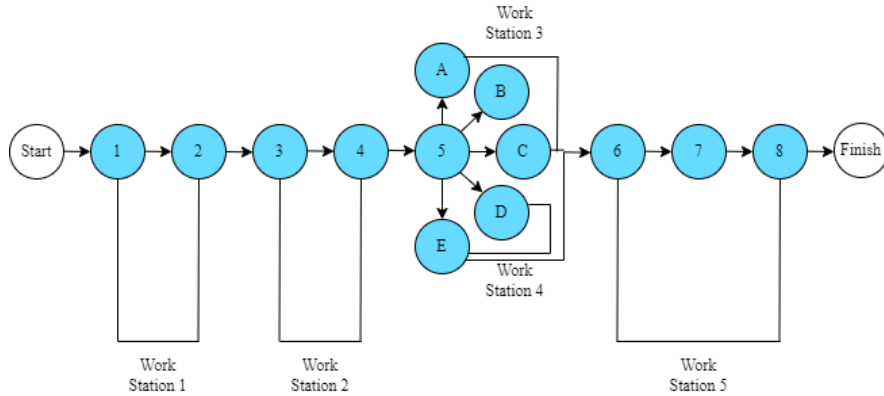 Work
Station 3
A
B
Start
1
2
3
4
5
C
6
7
8
Finish
D
E
Work
Station 4
Work
Station 1
Work
Station 2
Work
Station 5